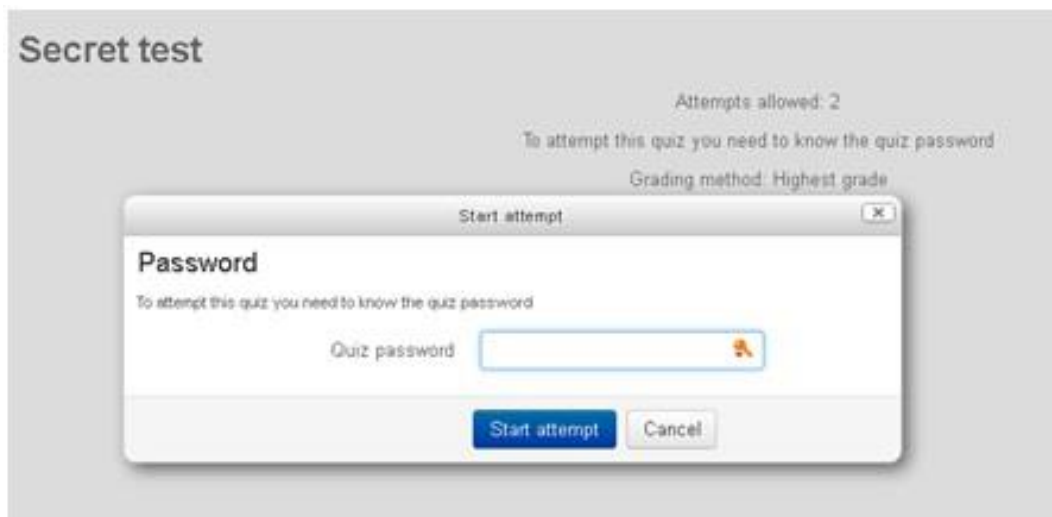 Secret test
Attempts allowed: 2
To attempt this quiz you need to know the quiz password
Grading method: Highest grade
Start attempt
Password
To attempt this quiz you need to know the quiz password
Quiz password
Start attempt Cancel